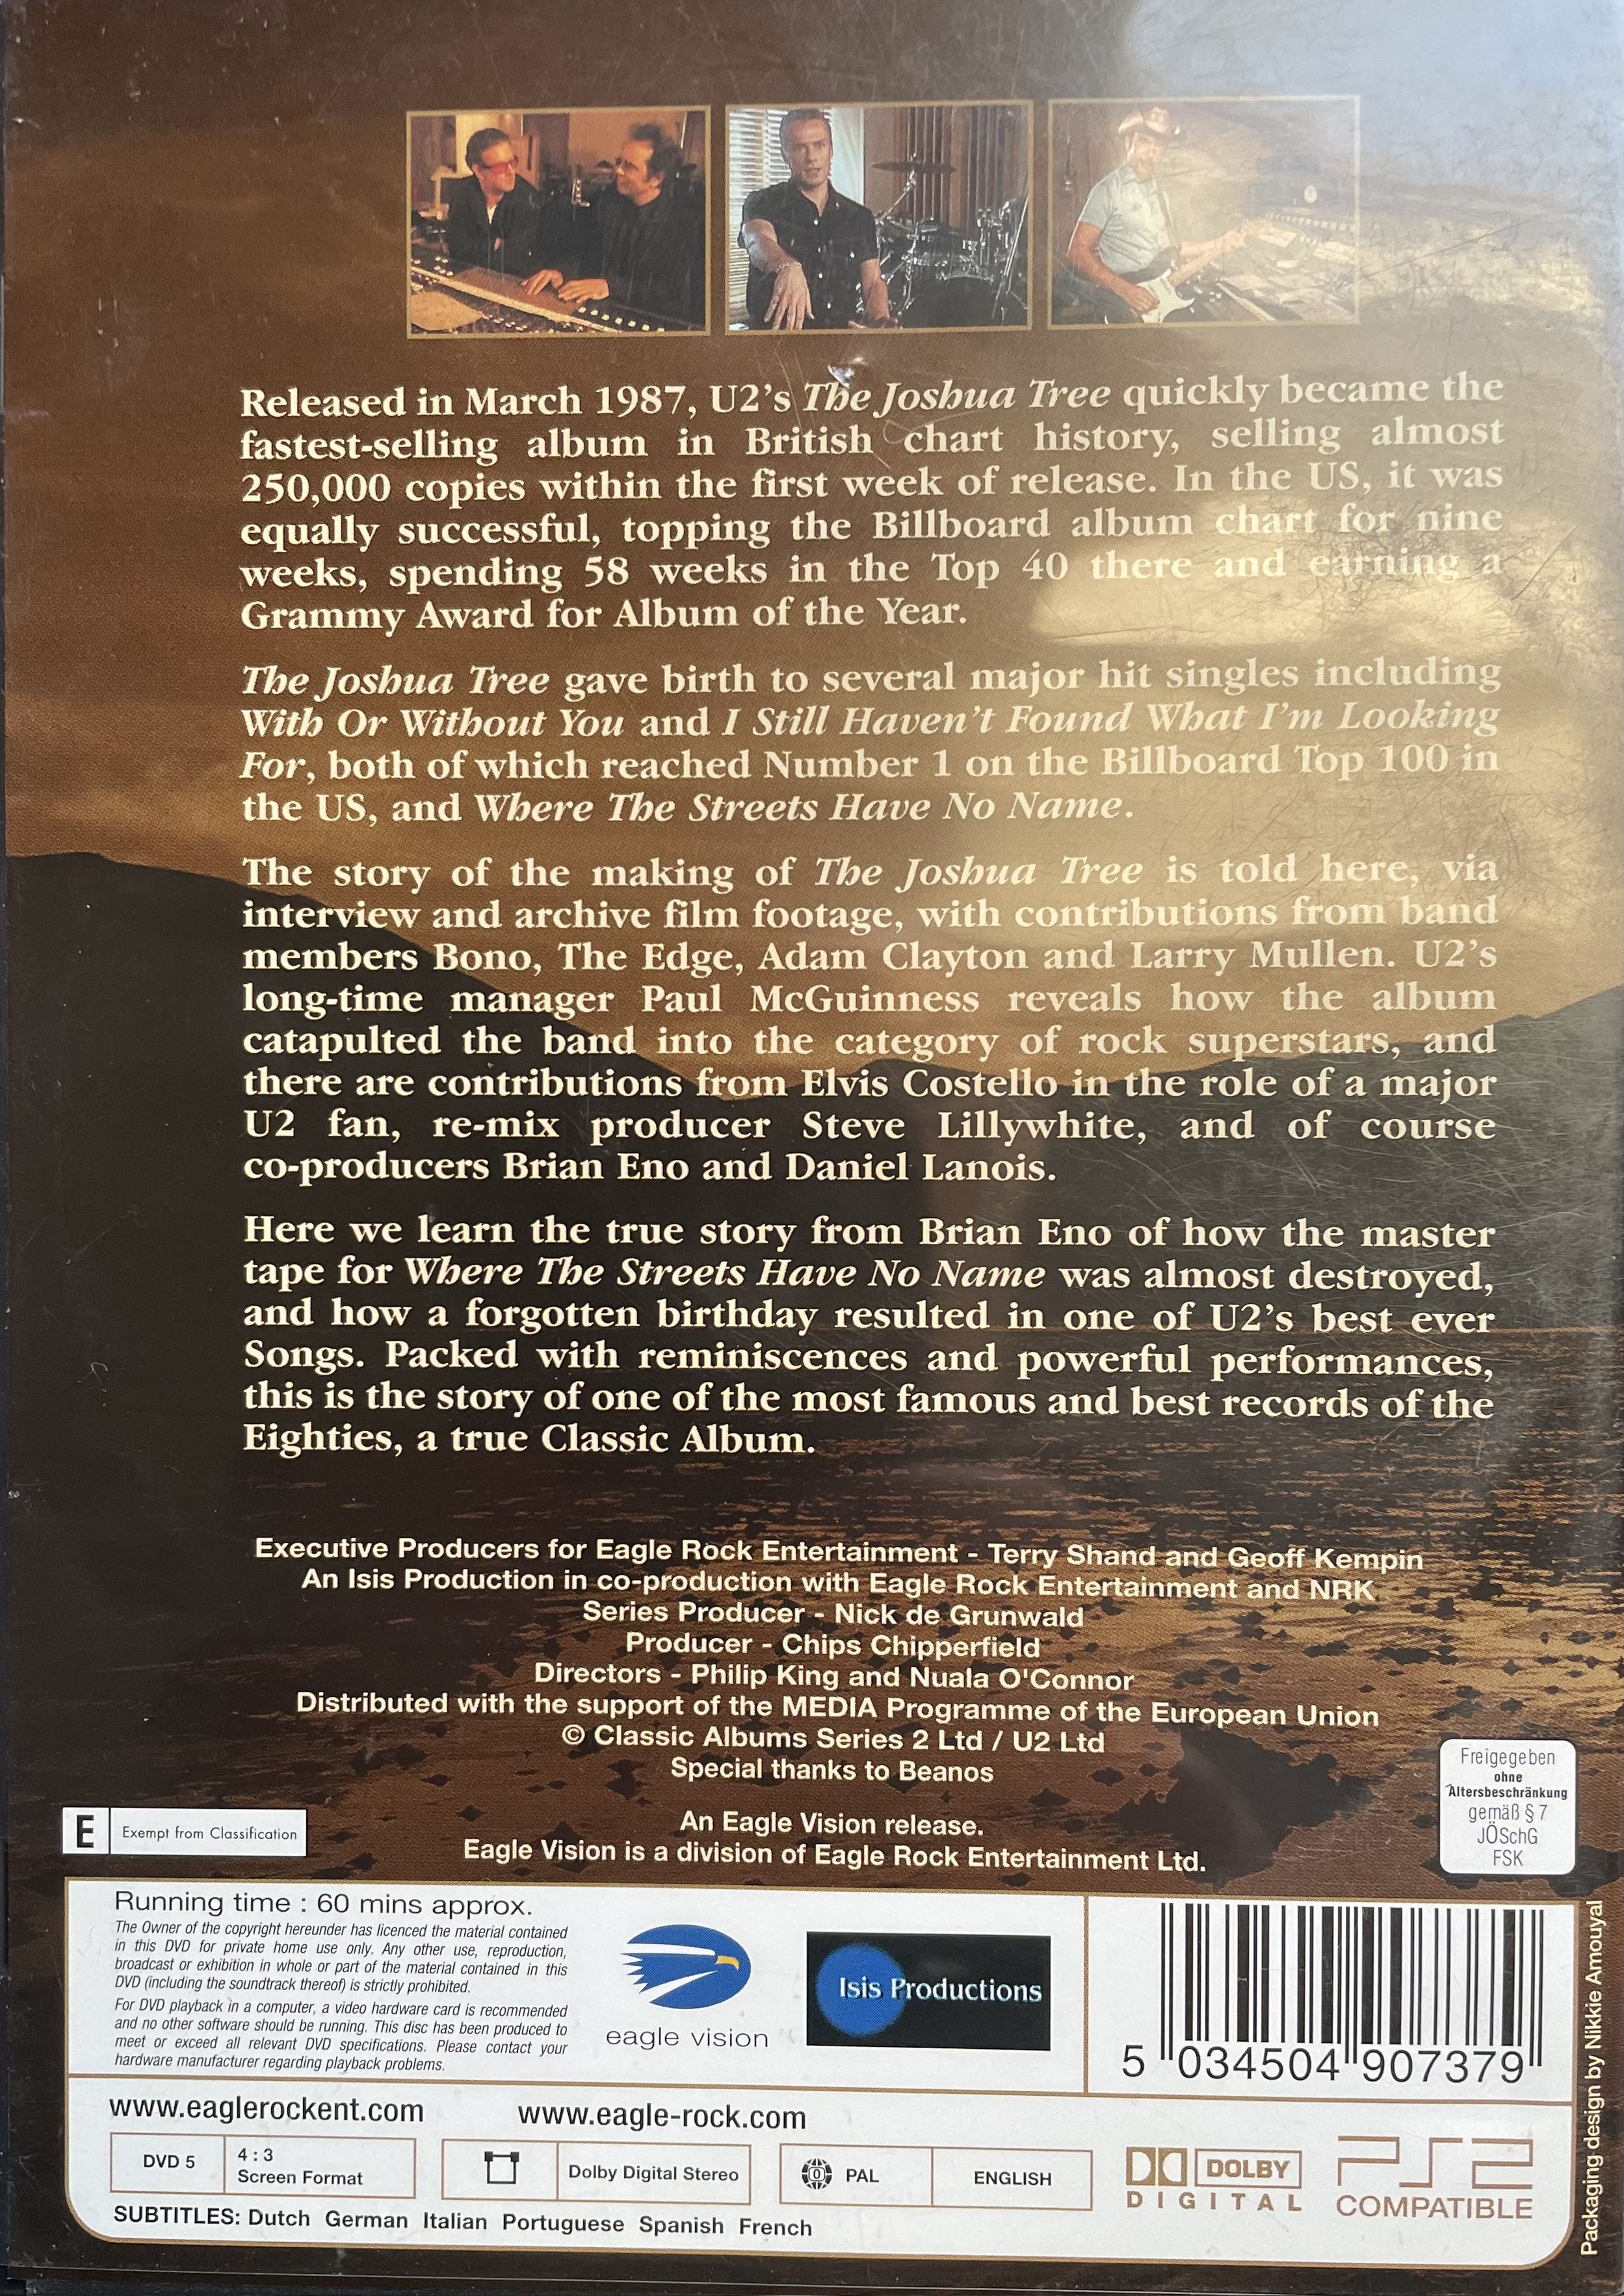 Released in March 1987, U2's The Joshua Tree quickly became the
fastest-selling album in British chart history, selling almost
250,000 copies within the first week of release. In the US, it was
equally successful, topping the Billboard album chart for nine
weeks, spending 58 weeks in the Top 40 there and earning a
Grammy Award for Album of the Year.
The Joshua Tree gave birth to several major hit singles including
With Or Without You and I Still Haven't Found What I'm Looking
For, both of which reached Number 1 on the Billboard Top 100 in
the US, and Where The Streets Have No Name.
The story of the making of The Joshua Tree is told here, via
interview and archive film footage, with contributions from band
members Bono, The Edge, Adam Clayton and Larry Mullen. U2's
long-time manager Paul McGuinness reveals how the album
catapulted the band into the category of rock superstars, and
there are contributions from Elvis Costello in the role of a major
U2 fan, re-mix producer Steve Lillywhite, and of course
co-producers Brian Eno and Daniel Lanois.
Here we learn the true story from Brian Eno of how the master
tape for Where The Streets Have No Name was almost destroyed,
and how a forgotten birthday resulted in one of U2's best ever
Songs. Packed with reminiscences and powerful performances,
this is the story of one of the most famous and best records of the
Eighties, a true Classic Album.
Executive Producers for Eagle Rock Entertainment - Terry Shand and Geoff Kempin
An Isis Production in co-production with Eagle Rock Entertainment and NRK
Series Producer - Nick de Grunwald
Producer - Chips Chipperfield
Directors - Philip King and Nuala O'Connor
Distributed with the support of the MEDIA Programme of the European Union
© Classic Albums Series 2 Ltd / U2 Ltd
Special thanks to Beanos
An Eagle Vision release.
Eagle Vision is a division of Eagle Rock Entertainment Ltd.
E Exempt from Classification
Freigegeben
ohne
Altersbeschränkung
gemäß § 7
JÖSchG
FSK
Running time : 60 mins approx.
The Owner of the copyright hereunder has licenced the material contained
in this DVD for private home use only. Any other use, reproduction,
broadcast or exhibition in whole or part of the material contained in this
DVD (including the soundtrack thereof) is strictly prohibited.
For DVD playback in a computer, a video hardware card is recommended
and no other software should be running. This disc has been produced to
meet or exceed all relevant DVD specifications. Please contact your
hardware manufacturer regarding playback problems.
eagle vision
Isis Productions
5 034504 907379
Packaging design by Nikkie Amouyal
www.eaglerockent.com www.eagle-rock.com
DVD 5
4 : 3
Screen Format
Dolby Digital Stereo
0
PAL
ENGLISH
DOLBY
DIGITAL
PS2
COMPATIBLE
SUBTITLES: Dutch German Italian Portuguese Spanish French